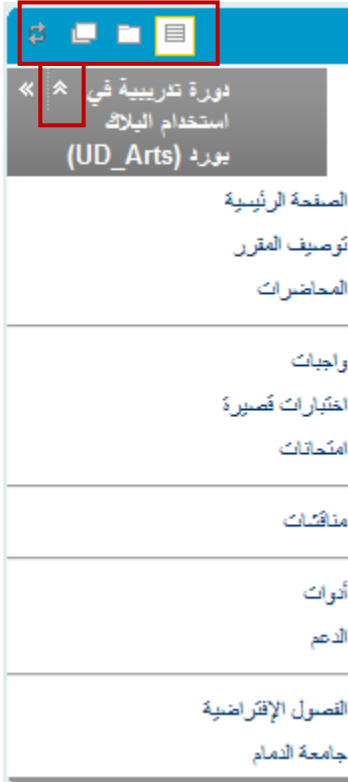 دورة تدريبية في
استخدام البلاك
بورد (UD_Arts)
الصفحة الرئيسية
توصيف المقرر
المحاضرات
واجبات
اختبارات قصيرة
امتحانات
مناقشات
أدوات
الدعم
الفصول الإفتراضية
جامعة الدمام